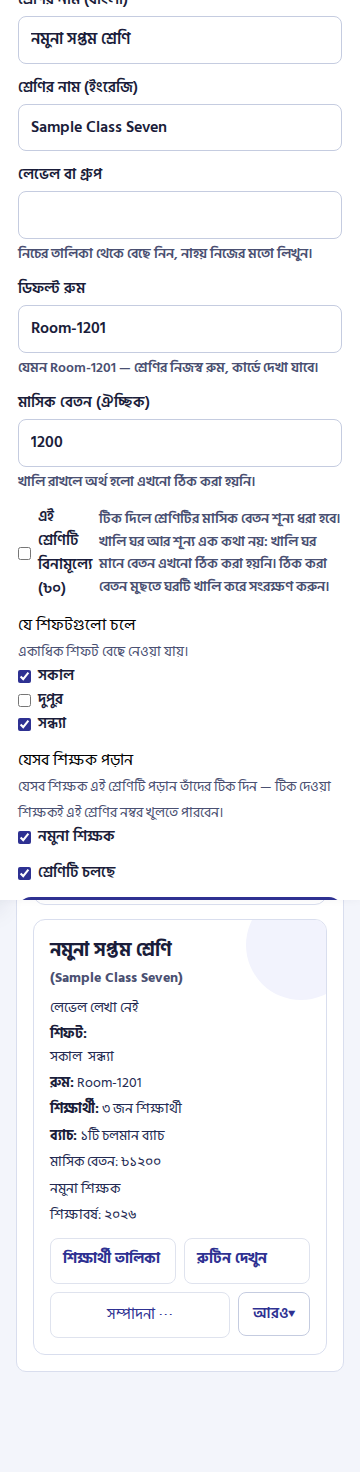 শ্রেণির নাম (বাংলা)
নমুনা সপ্তম শ্রেণি
শ্রেণির নাম (ইংরেজি)
Sample Class Seven
লেভেল বা গ্রুপ
নিচের তালিকা থেকে বেছে নিন, নাহয় নিজের মতো লিখুন।
ডিফল্ট রুম
Room-1201
যেমন Room-1201 — শ্রেণির নিজস্ব রুম, কার্ডে দেখা যাবে।
মাসিক বেতন (ঐচ্ছিক)
1200
খালি রাখলে অর্থ হলো এখনো ঠিক করা হয়নি।
এই
শ্রেণিটি
বিনামূল্যে
(৳০)
টিক দিলে শ্রেণিটির মাসিক বেতন শূন্য ধরা হবে।
খালি ঘর আর শূন্য এক কথা নয়: খালি ঘর
মানে বেতন এখনো ঠিক করা হয়নি। ঠিক করা
বেতন মুছতে ঘরটি খালি করে সংরক্ষণ করুন।
যে শিফটগুলো চলে
একাধিক শিফট বেছে নেওয়া যায়।
সকাল
দুপুর
সন্ধ্যা
যেসব শিক্ষক পড়ান
যেসব শিক্ষক এই শ্রেণিটি পড়ান তাঁদের টিক দিন — টিক দেওয়া
শিক্ষকই এই শ্রেণির নম্বর খুলতে পারবেন।
নমুনা শিক্ষক
শ্রেণিটি চলছে
নমুনা সপ্তম শ্রেণি
(Sample Class Seven)
লেভেল লেখা নেই
শিফট:
সকাল সন্ধ্যা
রুম: Room-1201
শিক্ষার্থী: ৩ জন শিক্ষার্থী
ব্যাচ: ১টি চলমান ব্যাচ
মাসিক বেতন: ৳১২০০
নমুনা শিক্ষক
শিক্ষাবর্ষ: ২০২৬
শিক্ষার্থী তালিকা
রুটিন দেখুন
সম্পাদনা ⋯
আরও▾